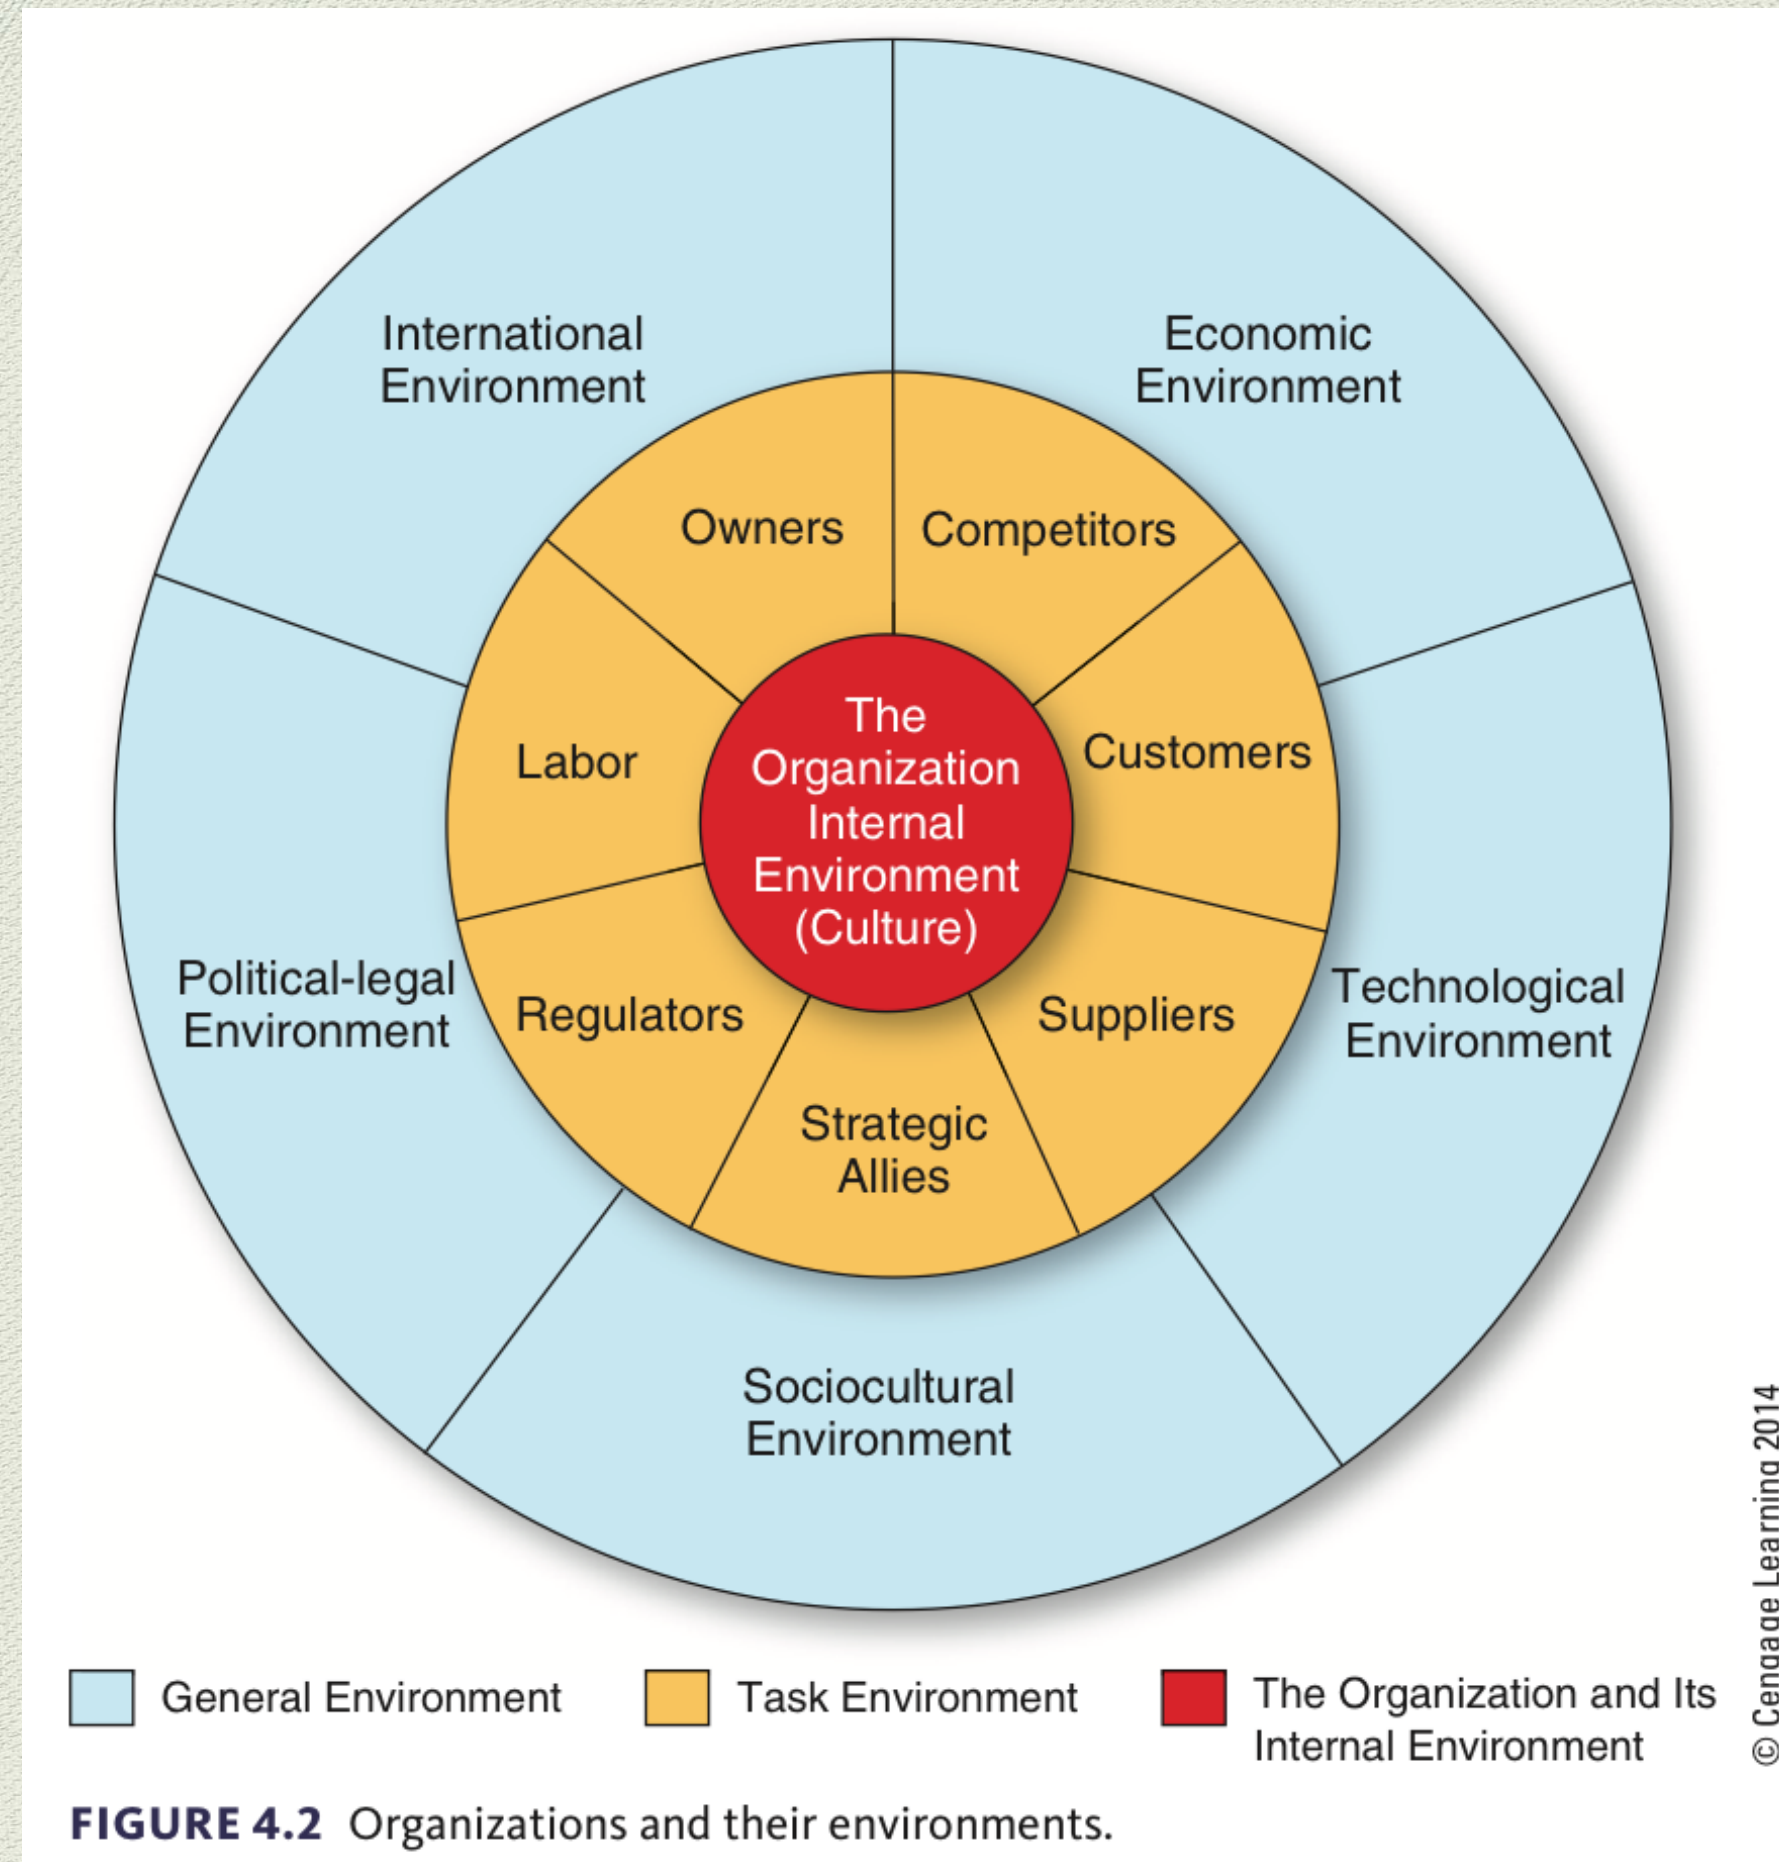 International
Environment
Economic
Environment
Owners
Competitors
Labor
Customers
The
Organization
Internal
Environment
(Culture)
Political-legal
Environment
Regulators
Suppliers
Technological
Environment
Strategic
Allies
Sociocultural
Environment
General Environment
Task Environment
The Organization and Its
Internal Environment
© Cengage Learning 2014
FIGURE 4.2 Organizations and their environments.